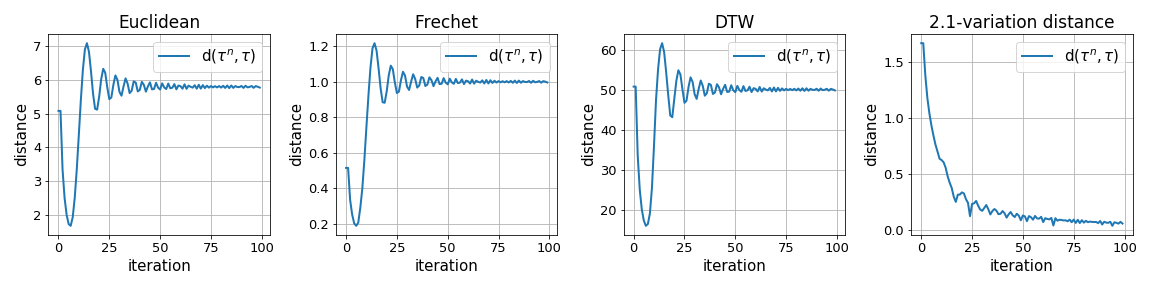 Euclidean
d(τⁿ, τ)
distance
7
6
5
4
3
2
0 25 50 75 100
iteration
Frechet
d(τⁿ, τ)
distance
1.2
1.0
0.8
0.6
0.4
0.2
0 25 50 75 100
iteration
DTW
d(τⁿ, τ)
distance
60
50
40
30
20
0 25 50 75 100
iteration
2.1-variation distance
d(τⁿ, τ)
distance
1.5
1.0
0.5
0.0
0 25 50 75 100
iteration